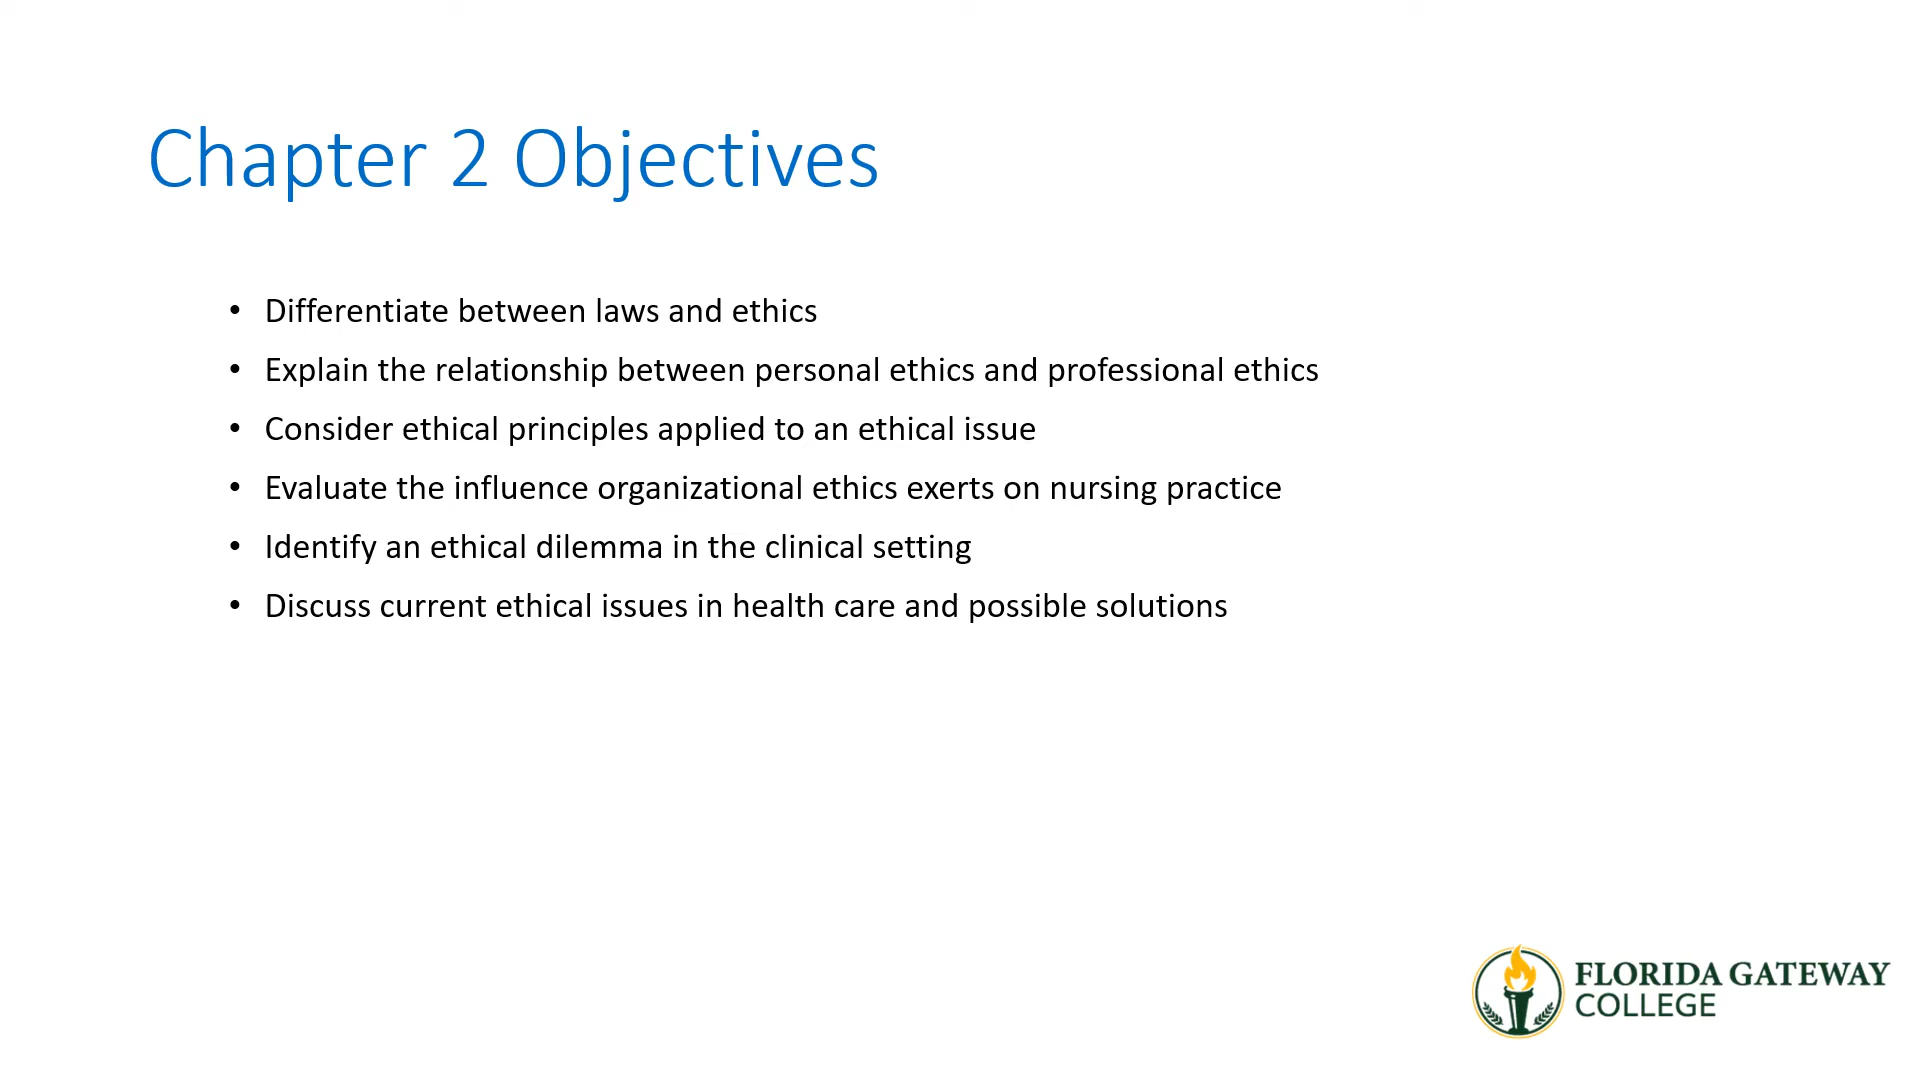 Chapter 2 Objectives
• Differentiate between laws and ethics
• Explain the relationship between personal ethics and professional ethics
• Consider ethical principles applied to an ethical issue
• Evaluate the influence organizational ethics exerts on nursing practice
• Identify an ethical dilemma in the clinical setting
• Discuss current ethical issues in health care and possible solutions
FLORIDA GATEWAY
COLLEGE